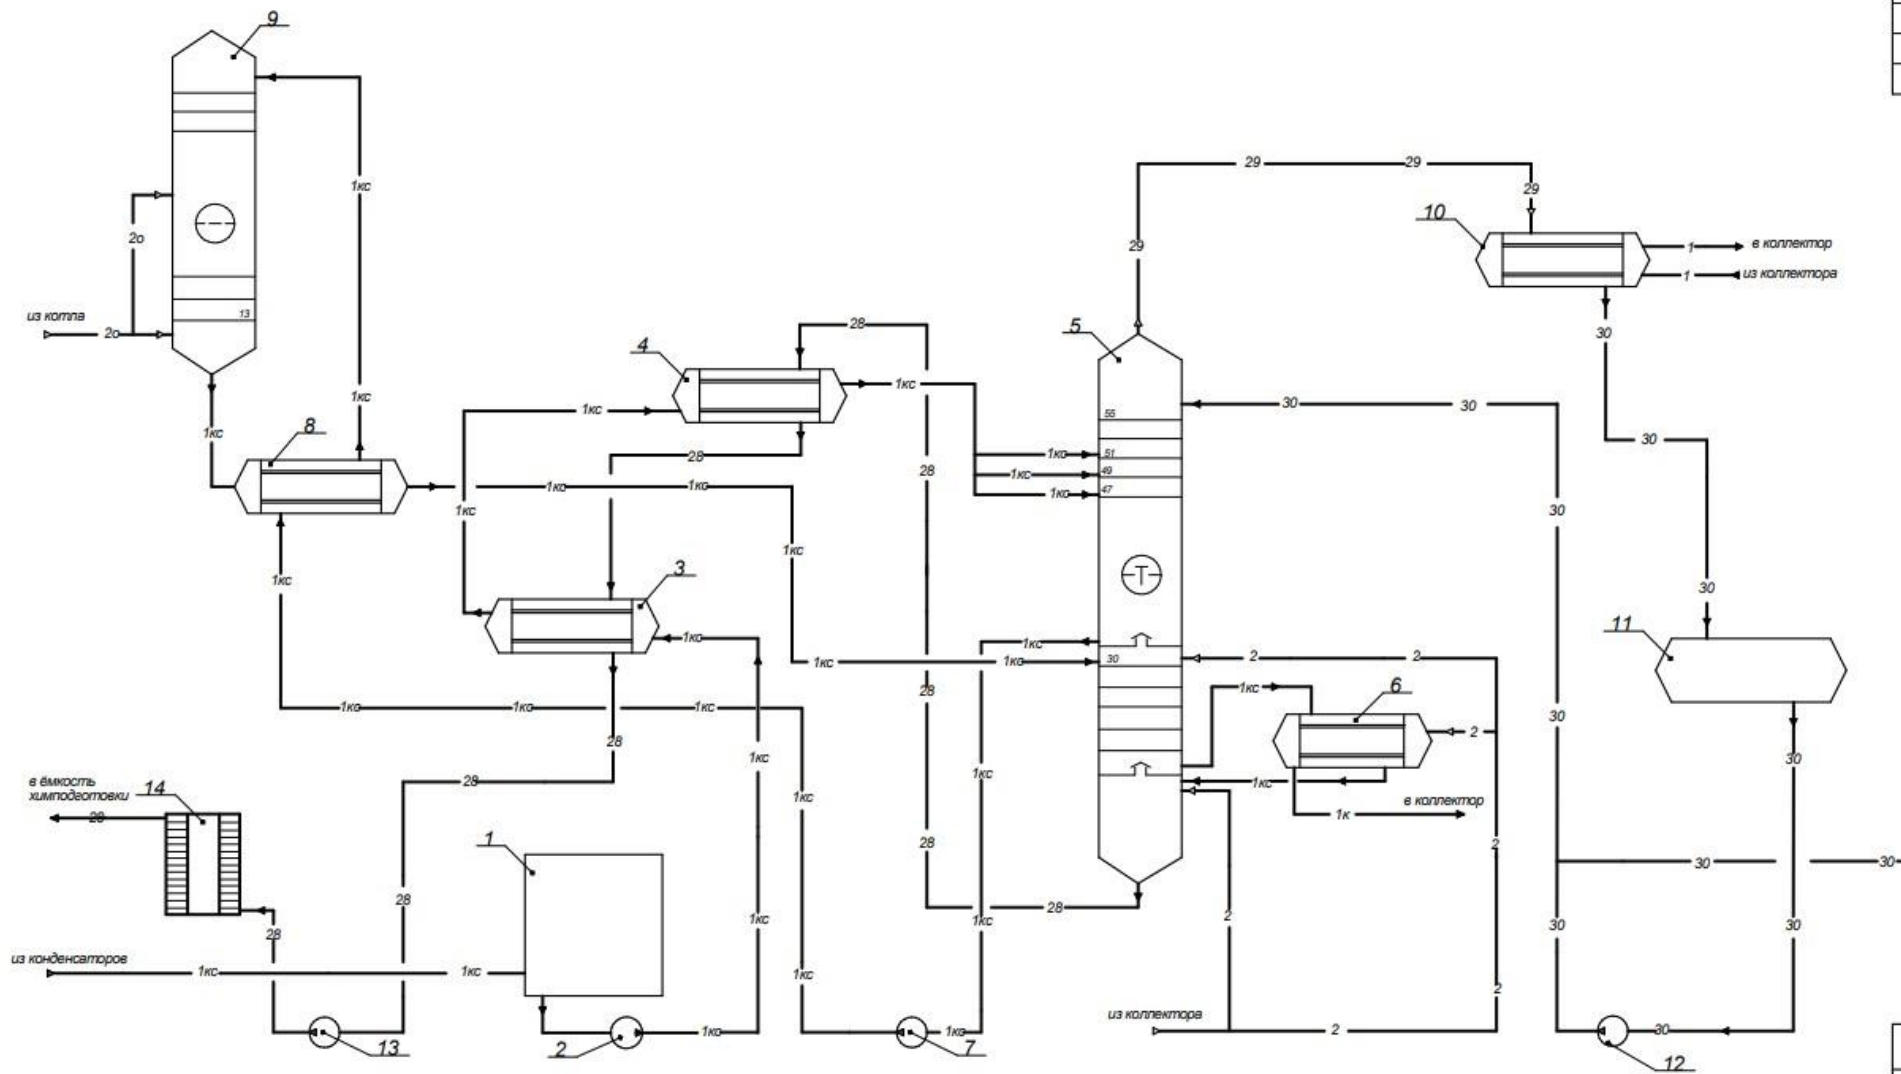 9
1кс
2о
из котла
2о
13
1кс
1кс
8
1кс
4
28
1кс
1кс
28
1кс
1кс
1кс
1кс
3
1кс
28
1кс
1кс
1кс
28
28
1кс
1кс
28
28
28
28
1кс
1кс
5
29
29
29
29
10
1
в коллектор
1
из коллектора
30
55
30
30
1кс
51
1кс
49
1кс
47
30
30
30
Т
1кс
30
1кс
1кс
2
2
11
1кс
6
2
30
1кс
в коллектор
1к
30
2
30
30
1кс
28
1кс
2
30
30
2
в ёмкость
химподготовки
14
28
28
из конденсаторов
1кс
1кс
1
1кс
1кс
13
2
1кс
1кс
1кс
7
из коллектора
2
30
12